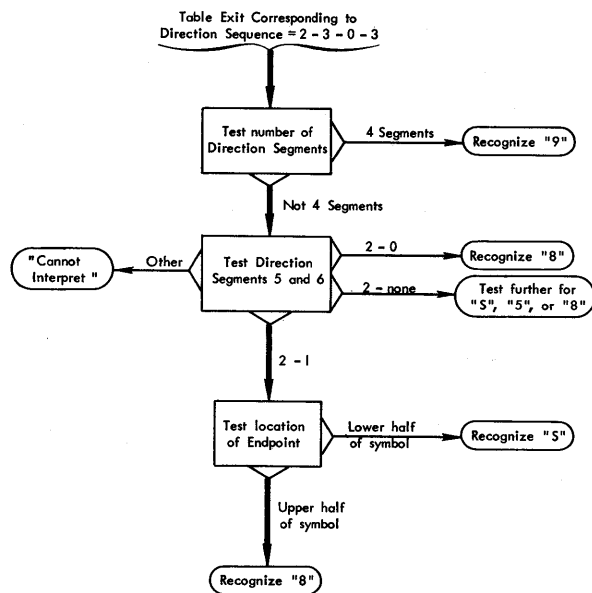 Table Exit Corresponding to
Direction Sequence = 2 - 3 - 0 - 3
Test number of
Direction Segments
4 Segments
Recognize "9"
Not 4 Segments
"Cannot
Interpret"
Other
Test Direction
Segments 5 and 6
2 - 0
Recognize "8"
2 - none
Test further for
"S", "5", or "8"
2 - 1
Test location
of Endpoint
Lower half
of symbol
Recognize "S"
Upper half
of symbol
Recognize "8"